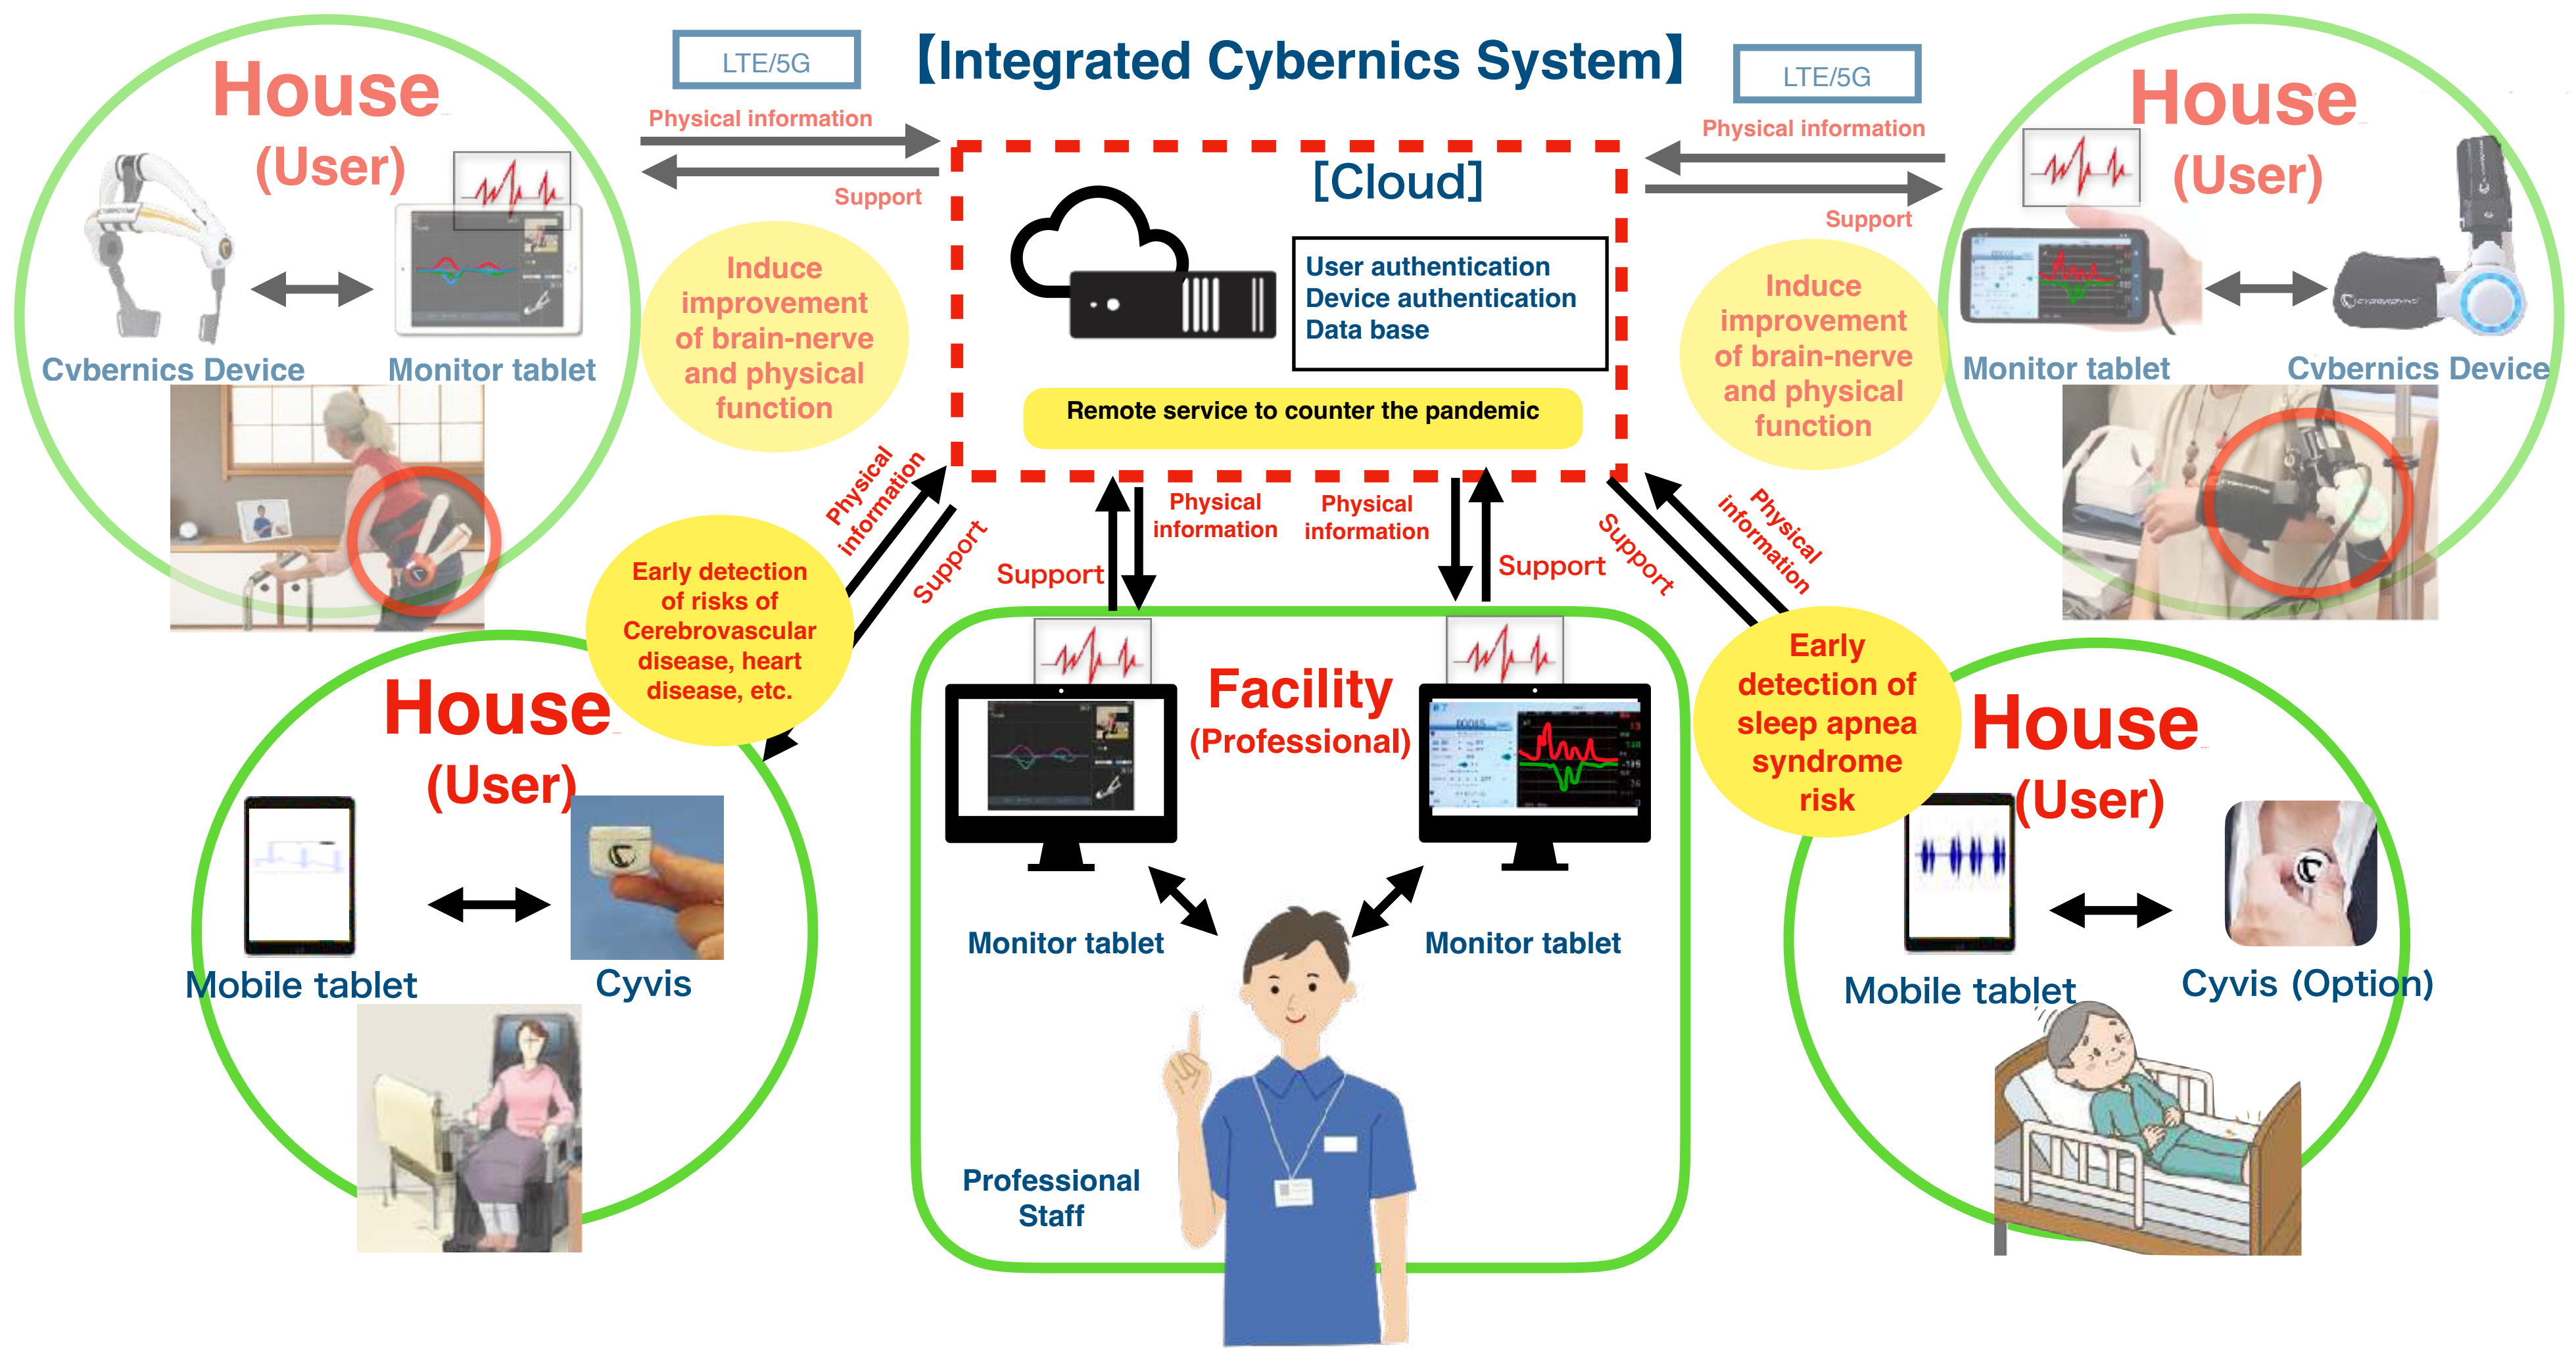 【Integrated Cybernics System】
LTE/5G
LTE/5G
House
(User)
Physical information
Support
Cybernics Device
Monitor tablet
Induce
improvement
of brain-nerve
and physical
function
[Cloud]
User authentication
Device authentication
Data base
Remote service to counter the pandemic
Physical information
Support
Induce
improvement
of brain-nerve
and physical
function
House
(User)
Monitor tablet
Cybernics Device
CYBERDYNE
Physical
information
Support
Early detection
of risks of
Cerebrovascular
disease, heart
disease, etc.
House
(User)
Mobile tablet
Cyvis
Support
Physical
information
Physical
information
Support
Facility
(Professional)
Monitor tablet
Monitor tablet
Professional
Staff
Support
Physical
information
Early
detection of
sleep apnea
syndrome
risk
House
(User)
Mobile tablet
Cyvis (Option)